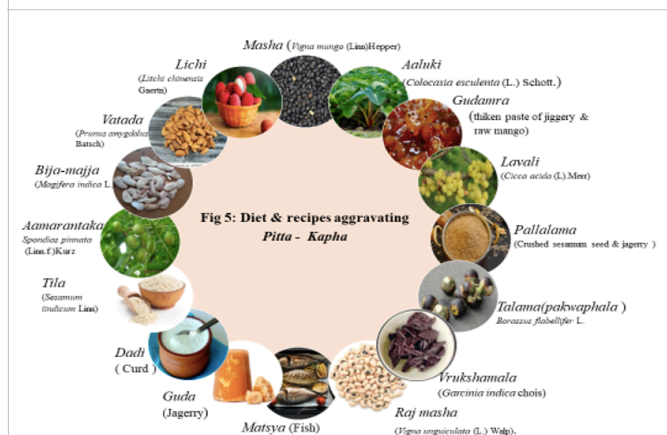 Masha (Vigna mungo (Linn)Hepper)
Aaluki
(Colocasia esculenta (L.) Schott.)
Gudamra
(thiken paste of jiggery &
raw mango)
Lavali
(Cicca acida (L).Merr)
Pallalama
(Crushed sesamum seed & jagerry )
Talama(pakwaphala )
Borassus flabellifer L.
Vrukshamala
(Garcinia indica chois)
Raj masha
(Vigna unguiculata (L.) Walp).
Matsya (Fish)
Guda
(Jagerry)
Dadi
( Curd )
Tila
(Sesamum
iindicum Linn)
Aamarantaka
Spondias pinnata
(Linn.f.)Kurz
Bija-majja
(Magifera indica L.
Vatada
(Prunus amygdalus
Batsch)
Lichi
(Litchi chinensis
Gaertn)
Fig 5: Diet & recipes aggravating
Pitta - Kapha